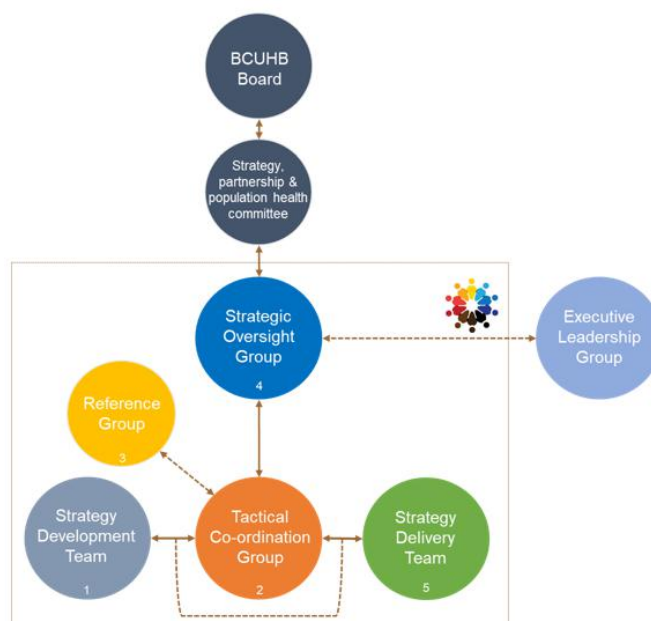 BCUHB
Board
Strategy,
partnership &
population health
committee
Strategic
Oversight
Group
4
Executive
Leadership
Group
Reference
Group
3
Strategy
Development
Team
1
Tactical
Co-ordination
Group
2
Strategy
Delivery
Team
5